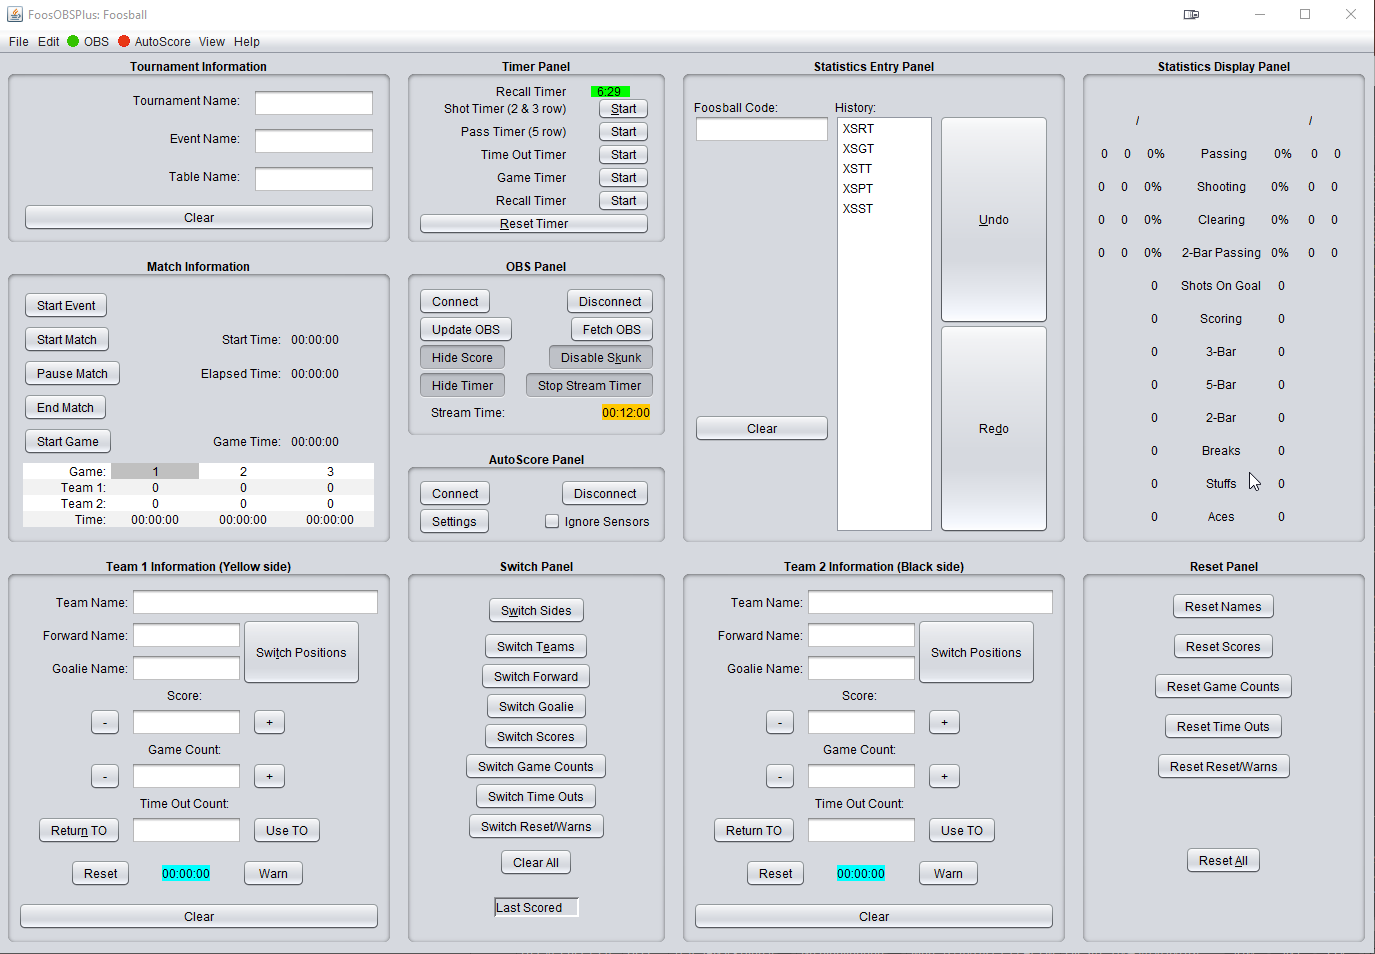 FoosOBSPlus: Foosball
File Edit OBS AutoScore View Help
Tournament Information
Tournament Name:
Event Name:
Table Name:
Clear
Timer Panel
Recall Timer 6:29
Shot Timer (2 & 3 row) Start
Pass Timer (5 row) Start
Time Out Timer Start
Game Timer Start
Recall Timer Start
Reset Timer
Statistics Entry Panel
Foosball Code:
History:
XSRT
XSGT
XSTT
XSPT
XSST
Clear
Undo
Redo
Statistics Display Panel
/ /
0 0 0% Passing 0% 0 0
0 0 0% Shooting 0% 0 0
0 0 0% Clearing 0% 0 0
0 0 0% 2-Bar Passing 0% 0 0
0 Shots On Goal 0
0 Scoring 0
0 3-Bar 0
0 5-Bar 0
0 2-Bar 0
0 Breaks 0
0 Stuffs 0
0 Aces 0
Match Information
Start Event
Start Match Start Time: 00:00:00
Pause Match Elapsed Time: 00:00:00
End Match
Start Game Game Time: 00:00:00
Game: 1 2 3
Team 1: 0 0 0
Team 2: 0 0 0
Time: 00:00:00 00:00:00 00:00:00
OBS Panel
Connect Disconnect
Update OBS Fetch OBS
Hide Score Disable Skunk
Hide Timer Stop Stream Timer
Stream Time: 00:12:00
AutoScore Panel
Connect Disconnect
Settings Ignore Sensors
Team 1 Information (Yellow side)
Team Name:
Forward Name:
Goalie Name:
Switch Positions
Score:
- +
Game Count:
- +
Time Out Count:
Return TO Use TO
Reset 00:00:00 Warn
Clear
Switch Panel
Switch Sides
Switch Teams
Switch Forward
Switch Goalie
Switch Scores
Switch Game Counts
Switch Time Outs
Switch Reset/Warns
Clear All
Last Scored
Team 2 Information (Black side)
Team Name:
Forward Name:
Goalie Name:
Switch Positions
Score:
- +
Game Count:
- +
Time Out Count:
Return TO Use TO
Reset 00:00:00 Warn
Clear
Reset Panel
Reset Names
Reset Scores
Reset Game Counts
Reset Time Outs
Reset Reset/Warns
Reset All